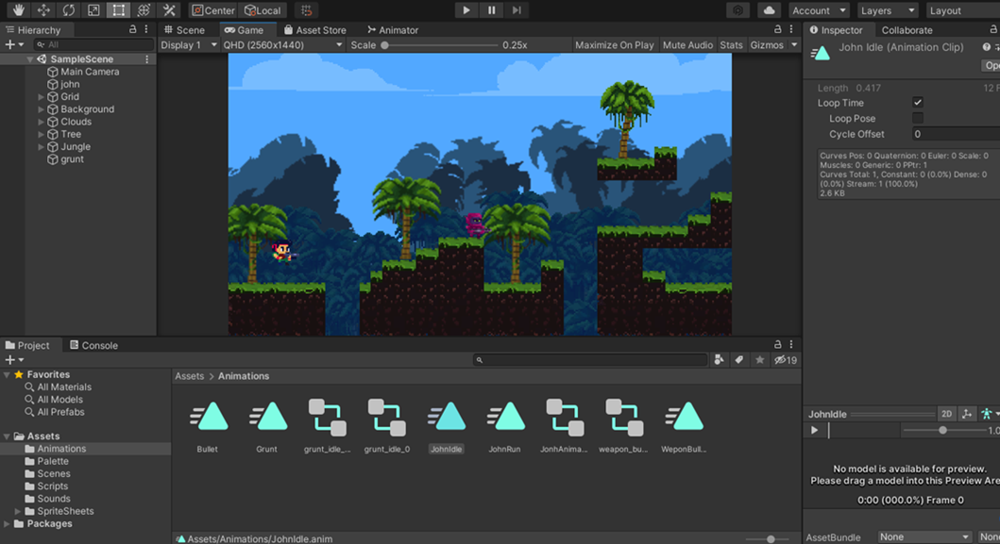 Center Local Account Layers Layout
Hierarchy
All
SampleScene
Main Camera
john
Grid
Background
Clouds
Tree
Jungle
grunt
Scene Game Asset Store Animator
Display 1 QHD (2560x1440) Scale 0.25x Maximize On Play Mute Audio Stats Gizmos
Inspector Collaborate
John Idle (Animation Clip)
Ope
Length 0.417 12 F
Loop Time
Loop Pose
Cycle Offset 0
Curves Pos: 0 Quaternion: 0 Euler: 0 Scale: 0
Muscles: 0 Generic: 0 PPtr: 1
Curves Total: 1, Constant: 0 (0.0%) Dense: 0
(0.0%) Stream: 1 (100.0%)
2.6 KB
Project Console
19
Favorites
All Materials
All Models
All Prefabs
Assets
Animations
Palette
Scenes
Scripts
Sounds
SpriteSheets
Packages
Assets > Animations
Bullet Grunt grunt_idle_... grunt_idle_0 JohnIdle JohnRun JonhAnima... weapon_bu... WeponBull...
Assets/Animations/JohnIdle.anim
JohnIdle 2D
1.0
No model is available for preview.
Please drag a model into this Preview Are
0:00 (000.0%) Frame 0
AssetBundle None Non